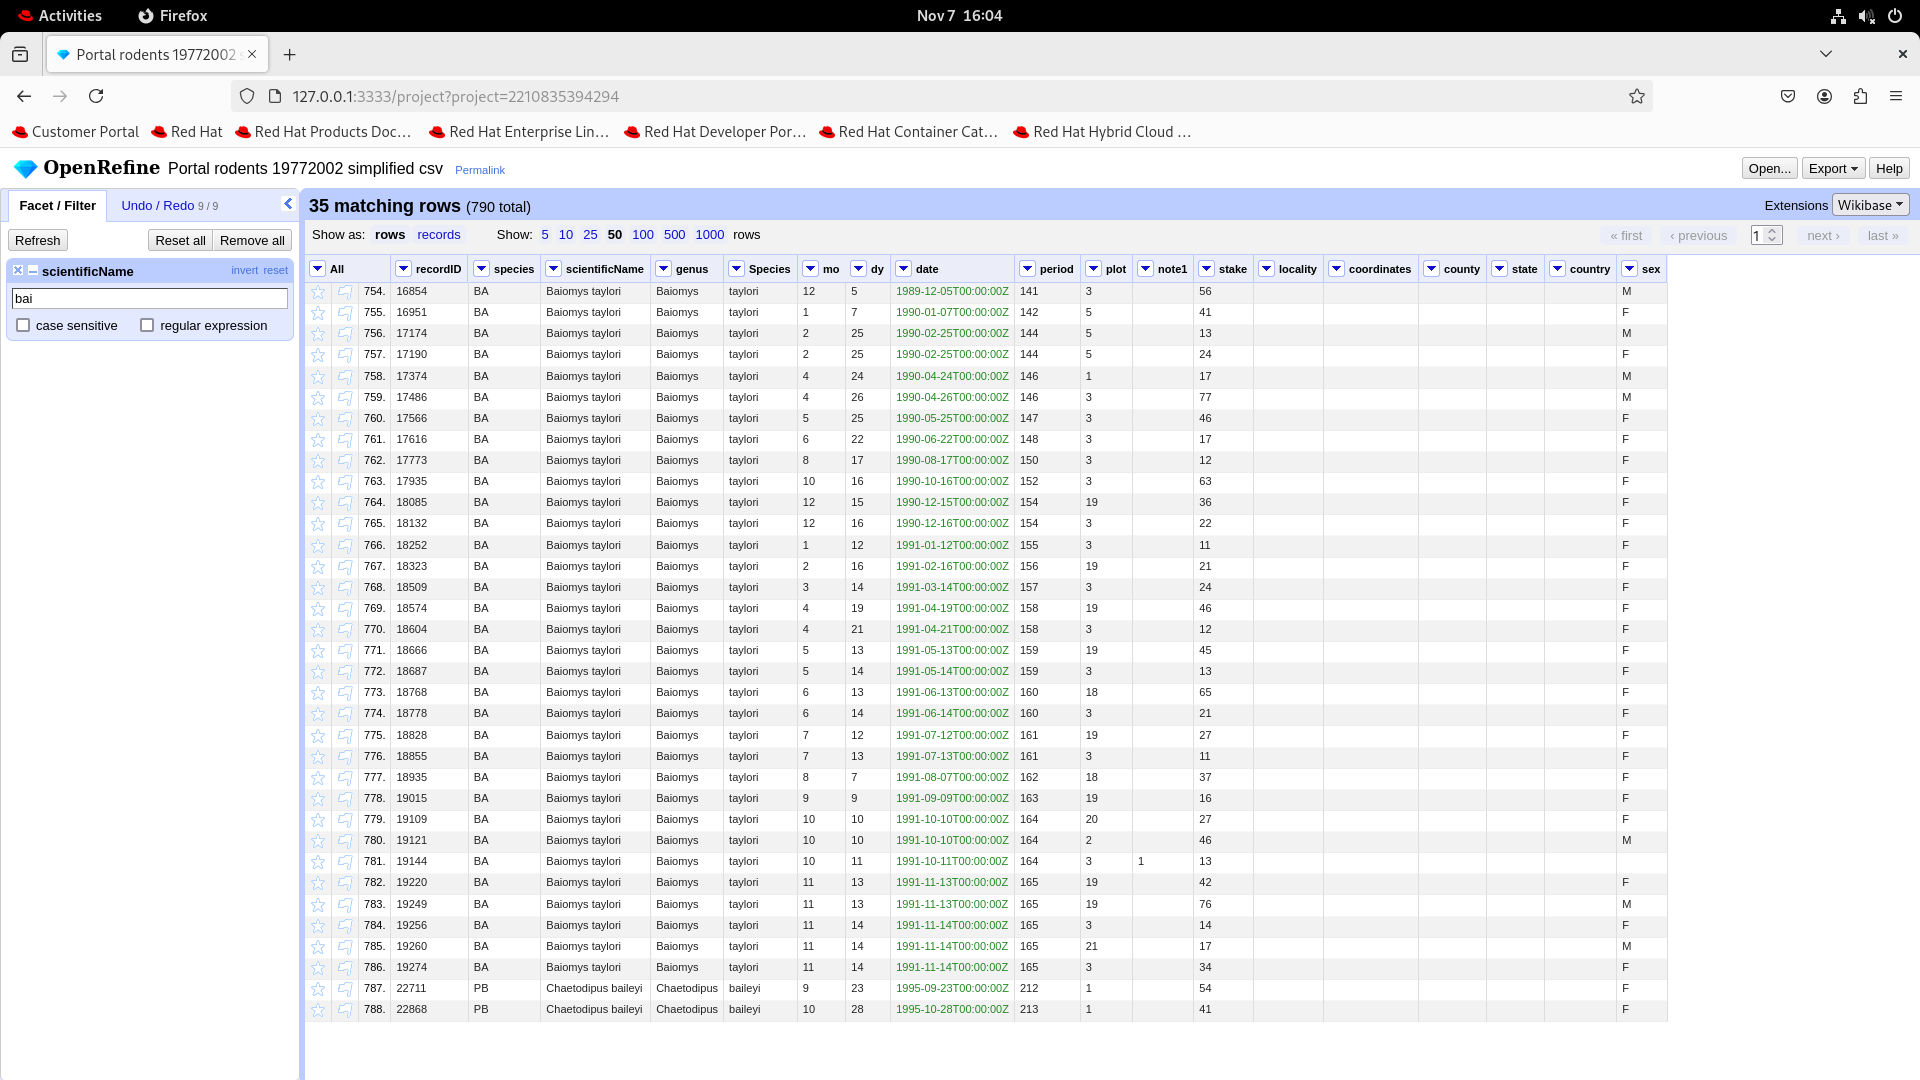 Activities Firefox Nov 7 16:04
Portal rodents 19772002 s
127.0.0.1:3333/project?project=2210835394294
Customer Portal Red Hat Red Hat Products Doc… Red Hat Enterprise Lin… Red Hat Developer Por… Red Hat Container Cat… Red Hat Hybrid Cloud …
OpenRefine Portal rodents 19772002 simplified csv Permalink Open... Export Help
Facet / Filter Undo / Redo 9 / 9
35 matching rows (790 total) Extensions Wikibase
Refresh Reset all Remove all
Show as: rows records Show: 5 10 25 50 100 500 1000 rows « first ‹ previous 1 next › last »
scientificName invert reset
bai
case sensitive regular expression
All recordID species scientificName genus Species mo dy date period plot note1 stake locality coordinates county state country sex
754. 16854 BA Baiomys taylori Baiomys taylori 12 5 1989-12-05T00:00:00Z 141 3 56 M
755. 16951 BA Baiomys taylori Baiomys taylori 1 7 1990-01-07T00:00:00Z 142 5 41 F
756. 17174 BA Baiomys taylori Baiomys taylori 2 25 1990-02-25T00:00:00Z 144 5 13 M
757. 17190 BA Baiomys taylori Baiomys taylori 2 25 1990-02-25T00:00:00Z 144 5 24 F
758. 17374 BA Baiomys taylori Baiomys taylori 4 24 1990-04-24T00:00:00Z 146 1 17 M
759. 17486 BA Baiomys taylori Baiomys taylori 4 26 1990-04-26T00:00:00Z 146 3 77 M
760. 17566 BA Baiomys taylori Baiomys taylori 5 25 1990-05-25T00:00:00Z 147 3 46 F
761. 17616 BA Baiomys taylori Baiomys taylori 6 22 1990-06-22T00:00:00Z 148 3 17 F
762. 17773 BA Baiomys taylori Baiomys taylori 8 17 1990-08-17T00:00:00Z 150 3 12 F
763. 17935 BA Baiomys taylori Baiomys taylori 10 16 1990-10-16T00:00:00Z 152 3 63 F
764. 18085 BA Baiomys taylori Baiomys taylori 12 15 1990-12-15T00:00:00Z 154 19 36 F
765. 18132 BA Baiomys taylori Baiomys taylori 12 16 1990-12-16T00:00:00Z 154 3 22 F
766. 18252 BA Baiomys taylori Baiomys taylori 1 12 1991-01-12T00:00:00Z 155 3 11 F
767. 18323 BA Baiomys taylori Baiomys taylori 2 16 1991-02-16T00:00:00Z 156 19 21 F
768. 18509 BA Baiomys taylori Baiomys taylori 3 14 1991-03-14T00:00:00Z 157 3 24 F
769. 18574 BA Baiomys taylori Baiomys taylori 4 19 1991-04-19T00:00:00Z 158 19 46 F
770. 18604 BA Baiomys taylori Baiomys taylori 4 21 1991-04-21T00:00:00Z 158 3 12 F
771. 18666 BA Baiomys taylori Baiomys taylori 5 13 1991-05-13T00:00:00Z 159 19 45 F
772. 18687 BA Baiomys taylori Baiomys taylori 5 14 1991-05-14T00:00:00Z 159 3 13 F
773. 18768 BA Baiomys taylori Baiomys taylori 6 13 1991-06-13T00:00:00Z 160 18 65 F
774. 18778 BA Baiomys taylori Baiomys taylori 6 14 1991-06-14T00:00:00Z 160 3 21 F
775. 18828 BA Baiomys taylori Baiomys taylori 7 12 1991-07-12T00:00:00Z 161 19 27 F
776. 18855 BA Baiomys taylori Baiomys taylori 7 13 1991-07-13T00:00:00Z 161 3 11 F
777. 18935 BA Baiomys taylori Baiomys taylori 8 7 1991-08-07T00:00:00Z 162 18 37 F
778. 19015 BA Baiomys taylori Baiomys taylori 9 9 1991-09-09T00:00:00Z 163 19 16 F
779. 19109 BA Baiomys taylori Baiomys taylori 10 10 1991-10-10T00:00:00Z 164 20 27 F
780. 19121 BA Baiomys taylori Baiomys taylori 10 10 1991-10-10T00:00:00Z 164 2 46 M
781. 19144 BA Baiomys taylori Baiomys taylori 10 11 1991-10-11T00:00:00Z 164 3 1 13
782. 19220 BA Baiomys taylori Baiomys taylori 11 13 1991-11-13T00:00:00Z 165 19 42 F
783. 19249 BA Baiomys taylori Baiomys taylori 11 13 1991-11-13T00:00:00Z 165 19 76 M
784. 19256 BA Baiomys taylori Baiomys taylori 11 14 1991-11-14T00:00:00Z 165 3 14 F
785. 19260 BA Baiomys taylori Baiomys taylori 11 14 1991-11-14T00:00:00Z 165 21 17 M
786. 19274 BA Baiomys taylori Baiomys taylori 11 14 1991-11-14T00:00:00Z 165 3 34 F
787. 22711 PB Chaetodipus baileyi Chaetodipus baileyi 9 23 1995-09-23T00:00:00Z 212 1 54 F
788. 22868 PB Chaetodipus baileyi Chaetodipus baileyi 10 28 1995-10-28T00:00:00Z 213 1 41 F